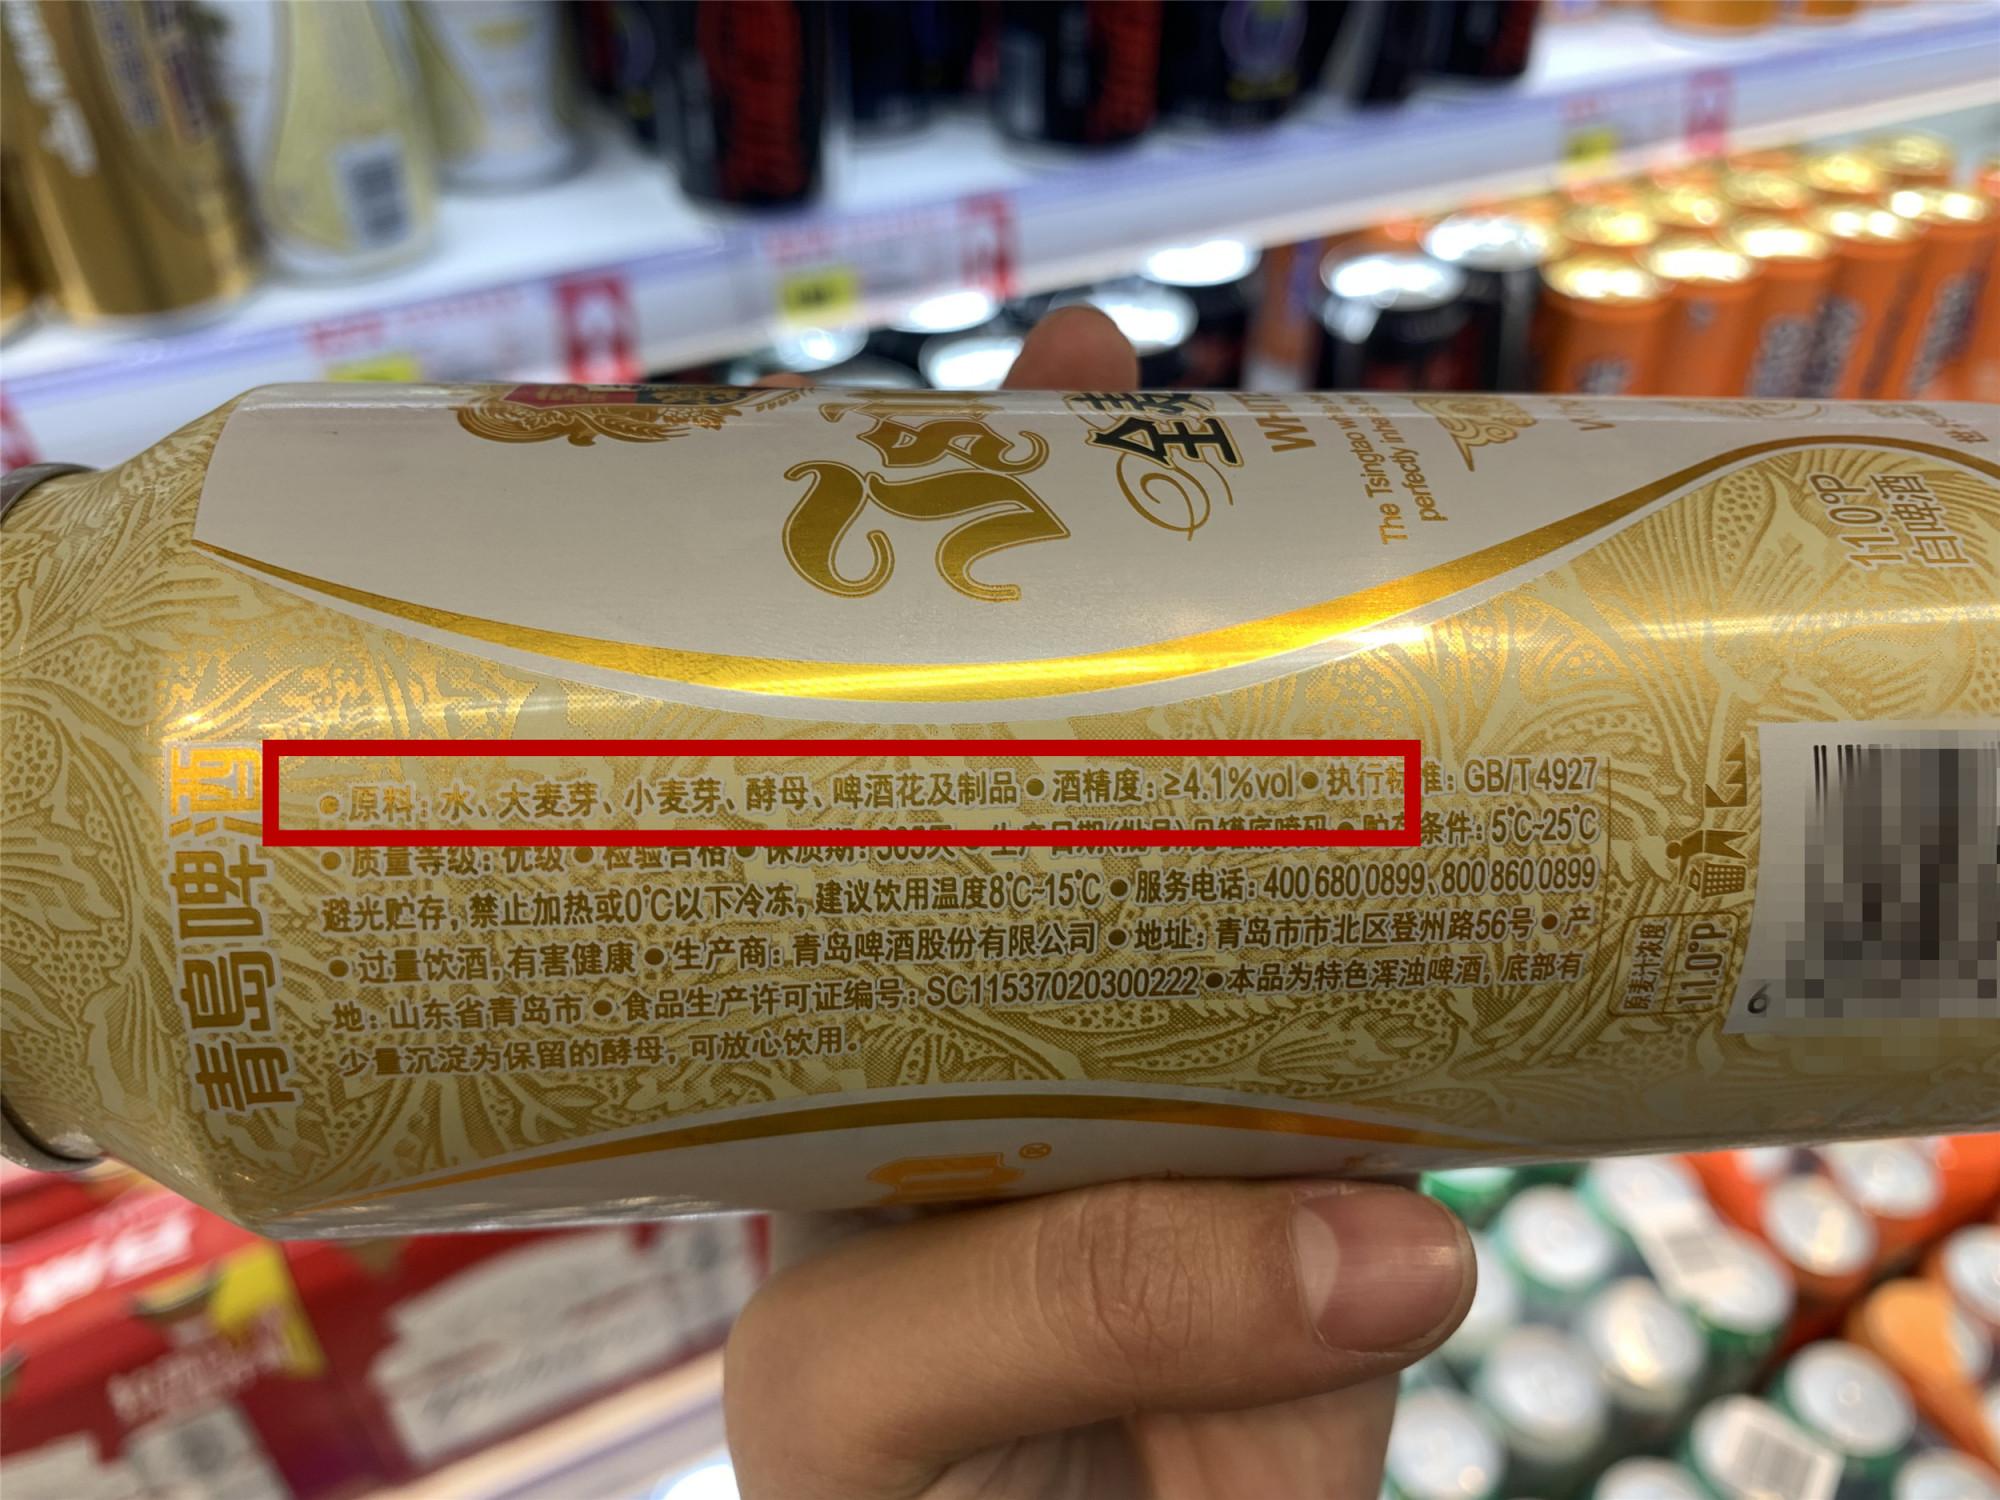 全麦
WHIT
The Tsingtao wh
perfectly
11.0°P
白啤酒
青島啤酒
●原料: 水、大麦芽、小麦芽、酵母、啤酒花及制品●酒精度: ≥4.1%vol●执行标准: GB/T4927
●质量等级: 优级●检验合格●保质期: 365天●生产日期(批号)见罐底喷码●贮存条件: 5℃~25℃
避光贮存, 禁止加热或0℃以下冷冻, 建议饮用温度8℃~15℃●服务电话: 400 680 0899、800 860 0899
●过量饮酒, 有害健康●生产商: 青岛啤酒股份有限公司●地址: 青岛市市北区登州路56号●产
地: 山东省青岛市●食品生产许可证编号: SC11537020300222●本品为特色浑浊啤酒, 底部有
少量沉淀为保留的酵母, 可放心饮用。
原麦汁浓度
11.0°P
6
®